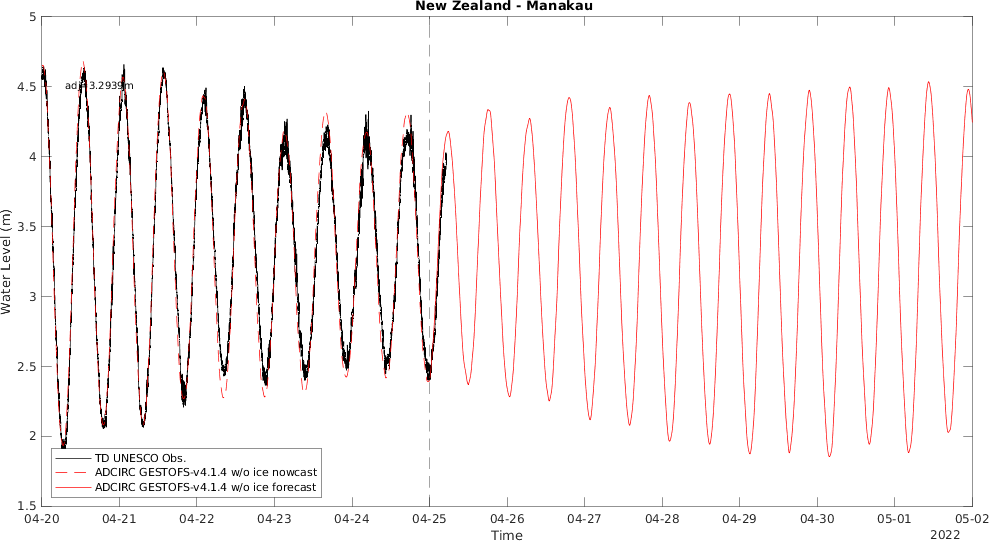 New Zealand - Manakau
5
4.5
4
3.5
3
2.5
2
1.5
Water Level (m)
adj=3.2939m
TD UNESCO Obs.
ADCIRC GESTOFS-v4.1.4 w/o ice nowcast
ADCIRC GESTOFS-v4.1.4 w/o ice forecast
04-20 04-21 04-22 04-23 04-24 04-25 04-26 04-27 04-28 04-29 04-30 05-01 05-02
Time
2022